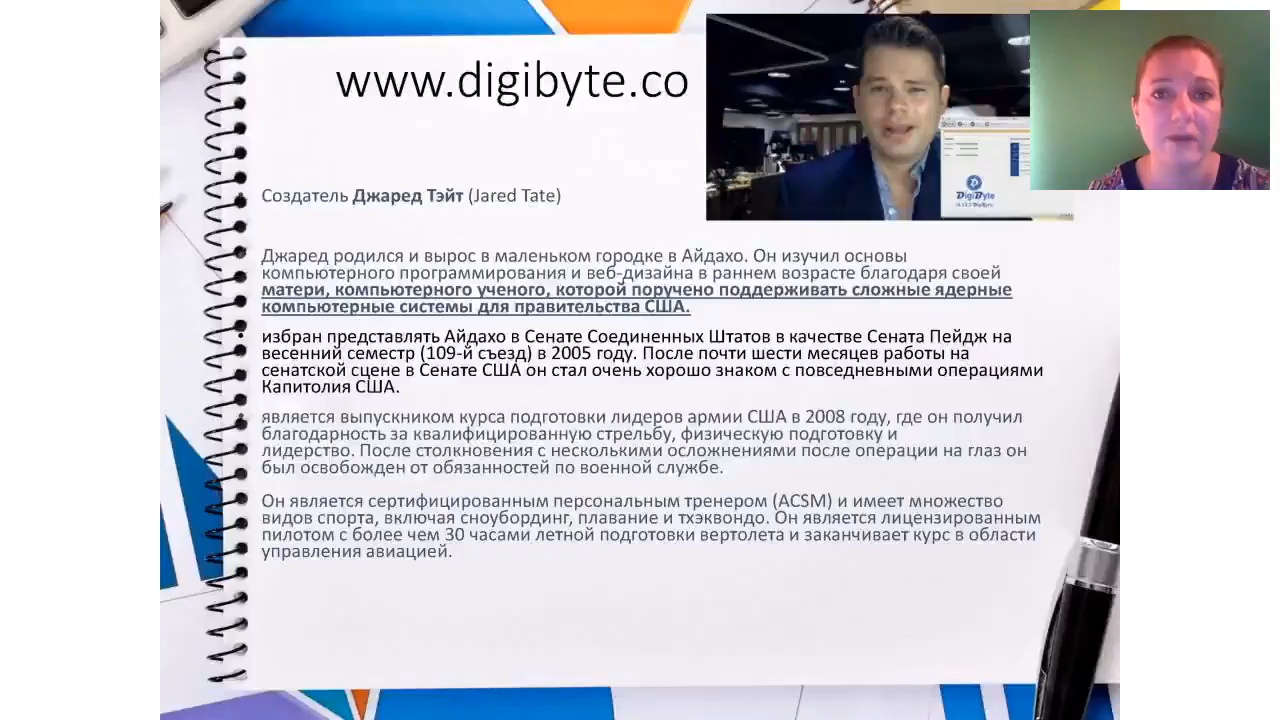 www.digibyte.co
DigiByte
Создатель Джаред Тэйт (Jared Tate)
Джаред родился и вырос в маленьком городке в Айдахо. Он изучил основы
компьютерного программирования и веб-дизайна в раннем возрасте благодаря своей
матери, компьютерного ученого, которой поручено поддерживать сложные ядерные
компьютерные системы для правительства США.
• избран представлять Айдахо в Сенате Соединенных Штатов в качестве Сената Пейдж на
весенний семестр (109-й съезд) в 2005 году. После почти шести месяцев работы на
сенатской сцене в Сенате США он стал очень хорошо знаком с повседневными операциями
Капитолия США.
• является выпускником курса подготовки лидеров армии США в 2008 году, где он получил
благодарность за квалифицированную стрельбу, физическую подготовку и
лидерство. После столкновения с несколькими осложнениями после операции на глаз он
был освобожден от обязанностей по военной службе.
Он является сертифицированным персональным тренером (ACSM) и имеет множество
видов спорта, включая сноубординг, плавание и тхэквондо. Он является лицензированным
пилотом с более чем 30 часами летной подготовки вертолета и заканчивает курс в области
управления авиацией.